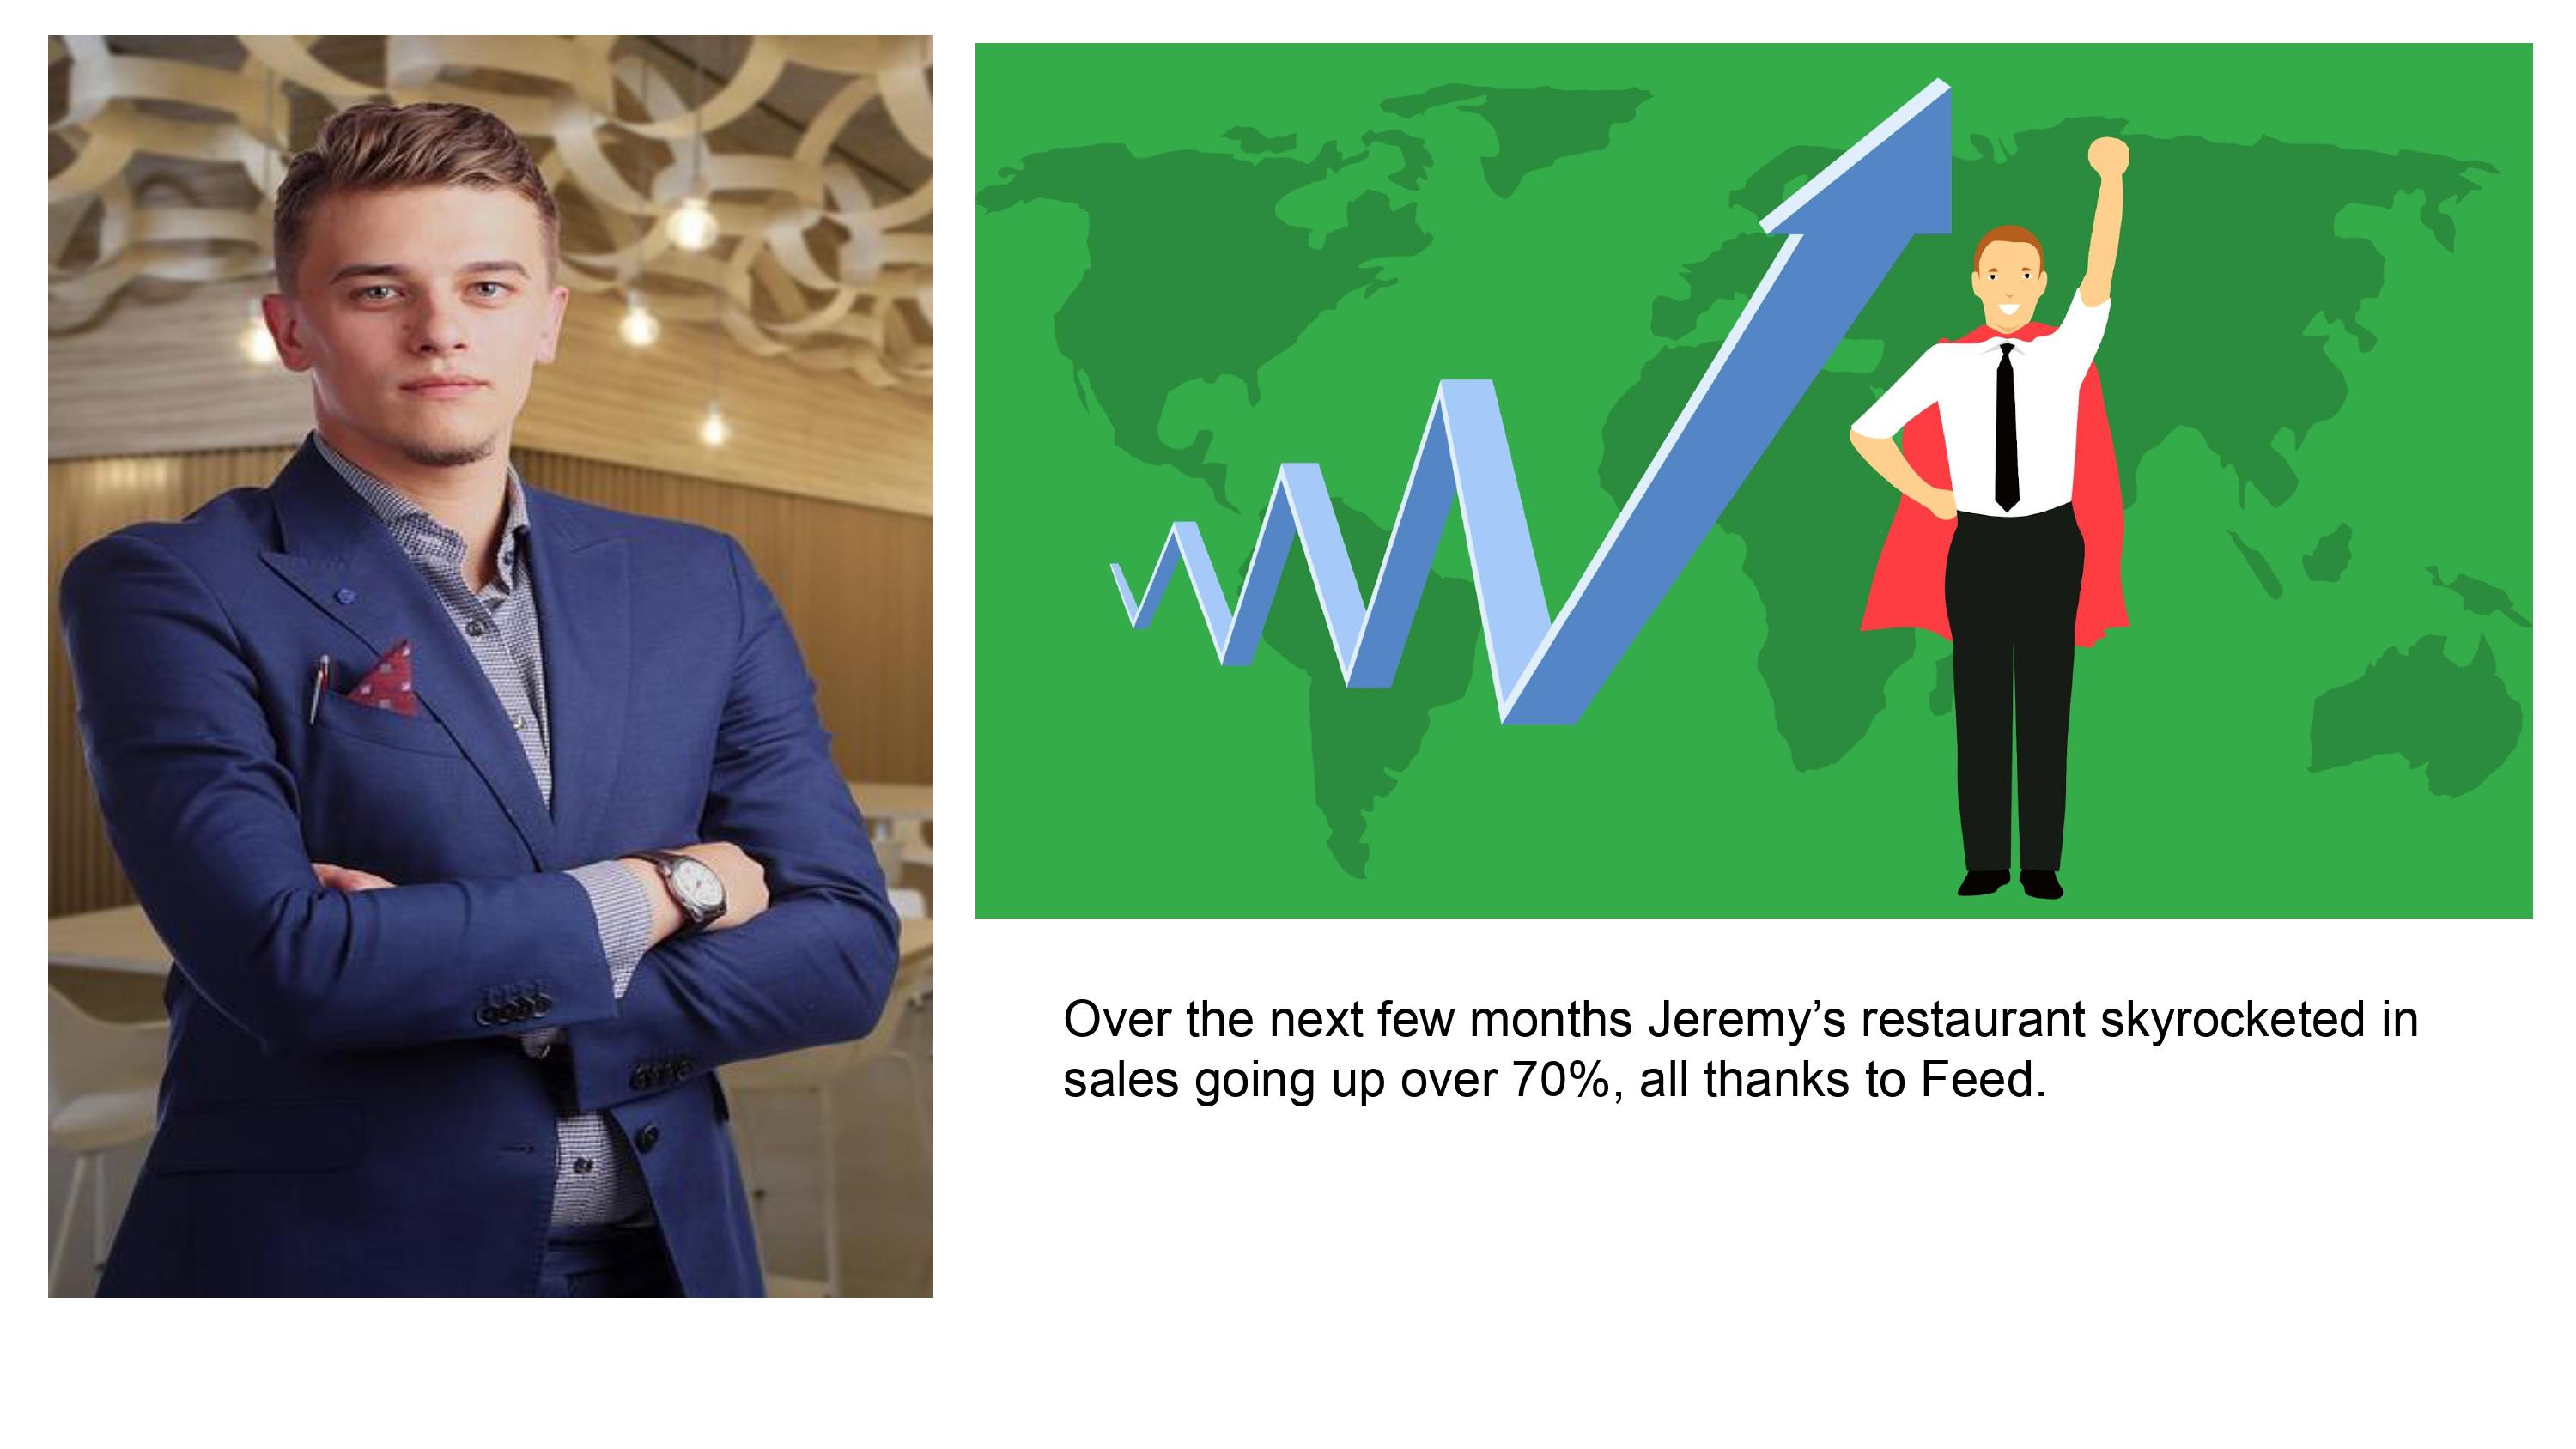 Over the next few months Jeremy’s restaurant skyrocketed in
sales going up over 70%, all thanks to Feed.